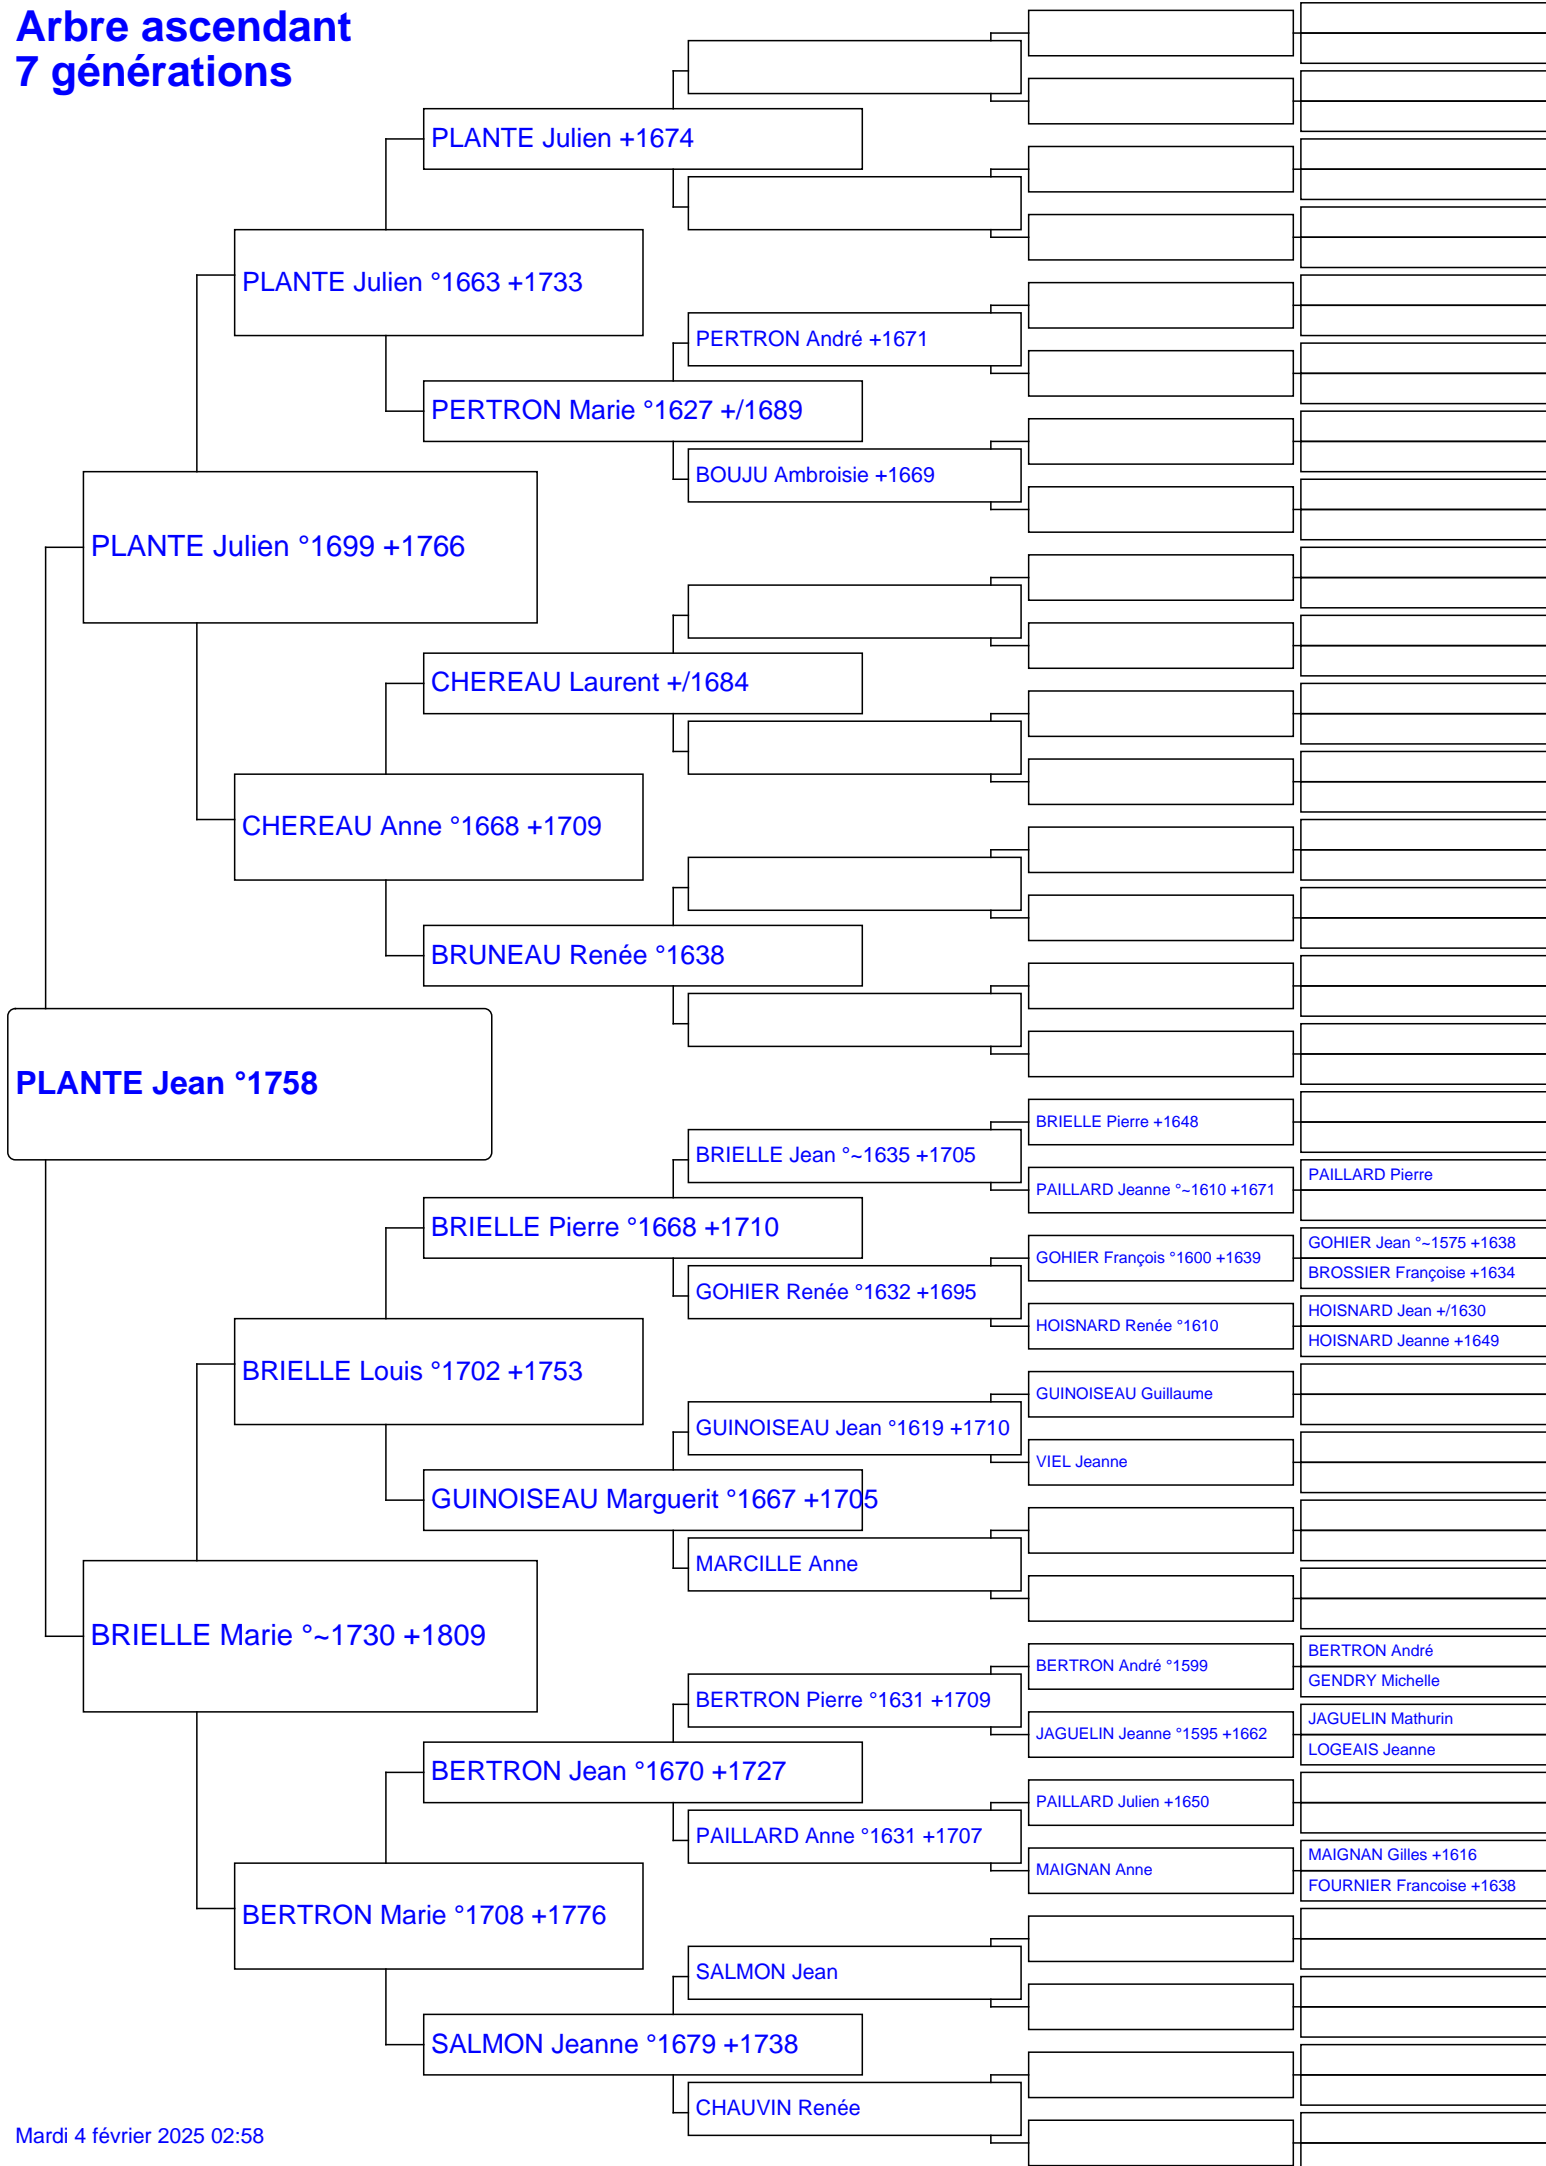 Arbre ascendant
7 générations
PLANTE Julien +1674
PLANTE Julien °1663 +1733
PERTRON André +1671
PERTRON Marie °1627 +/1689
BOUJU Ambroisie +1669
PLANTE Julien °1699 +1766
CHEREAU Laurent +/1684
CHEREAU Anne °1668 +1709
BRUNEAU Renée °1638
PLANTE Jean °1758
BRIELLE Pierre +1648
BRIELLE Jean °~1635 +1705
PAILLARD Pierre
PAILLARD Jeanne °~1610 +1671
BRIELLE Pierre °1668 +1710
GOHIER Jean °~1575 +1638
GOHIER François °1600 +1639
BROSSIER Françoise +1634
GOHIER Renée °1632 +1695
HOISNARD Jean +/1630
HOISNARD Renée °1610
HOISNARD Jeanne +1649
BRIELLE Louis °1702 +1753
GUINOISEAU Guillaume
GUINOISEAU Jean °1619 +1710
VIEL Jeanne
GUINOISEAU Marguerit °1667 +1705
MARCILLE Anne
BRIELLE Marie °~1730 +1809
BERTRON André
BERTRON André °1599
GENDRY Michelle
BERTRON Pierre °1631 +1709
JAGUELIN Mathurin
JAGUELIN Jeanne °1595 +1662
LOGEAIS Jeanne
BERTRON Jean °1670 +1727
PAILLARD Julien +1650
PAILLARD Anne °1631 +1707
MAIGNAN Gilles +1616
MAIGNAN Anne
FOURNIER Francoise +1638
BERTRON Marie °1708 +1776
SALMON Jean
SALMON Jeanne °1679 +1738
CHAUVIN Renée
Mardi 4 février 2025 02:58